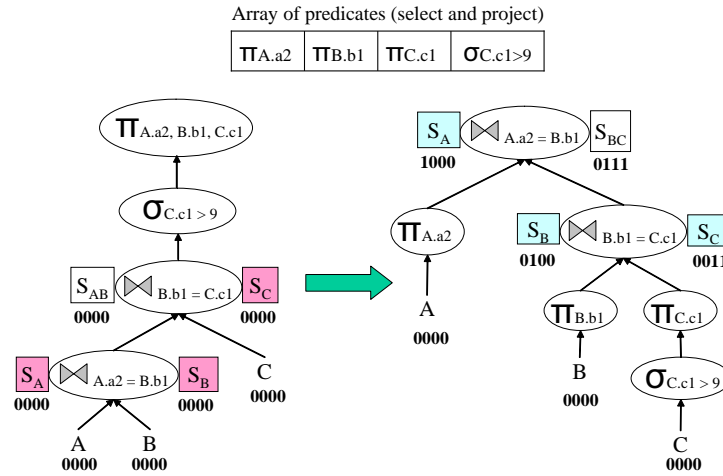 Array of predicates (select and project)
πA.a2 πB.b1 πC.c1 σC.c1>9
πA.a2, B.b1, C.c1
σC.c1 > 9
SAB
0000
B.b1 = C.c1
SC
0000
SA
0000
A.a2 = B.b1
SB
0000
C
0000
A
0000
B
0000
SA
1000
A.a2 = B.b1
SBC
0111
πA.a2
A
0000
SB
0100
B.b1 = C.c1
SC
0011
πB.b1
B
0000
πC.c1
σC.c1 > 9
C
0000